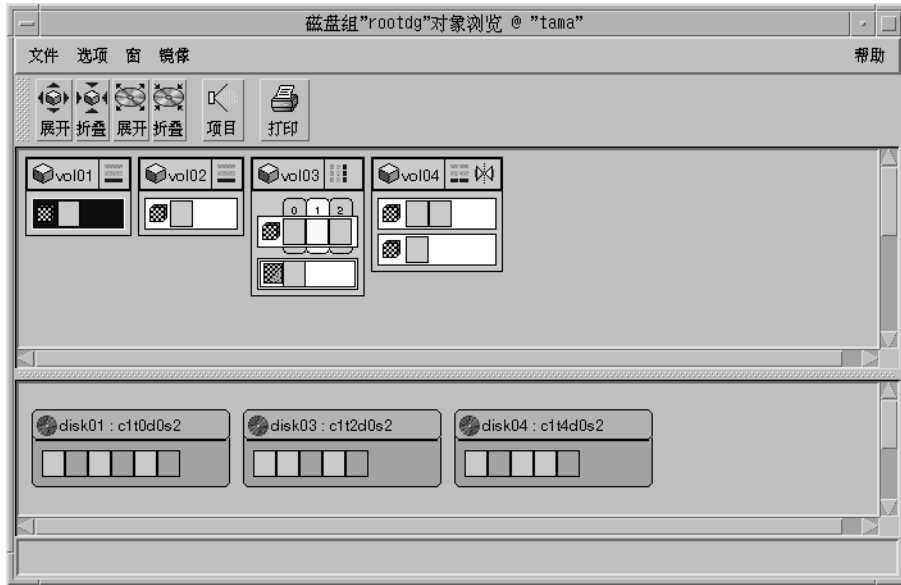 磁盘组"rootdg"对象浏览 @ "tama"
文件 选项 窗 镜像 帮助
展开 折叠 展开 折叠 项目 打印
vol01 vol02 vol03 vol04
0 1 2
disk01 : c1t0d0s2 disk03 : c1t2d0s2 disk04 : c1t4d0s2